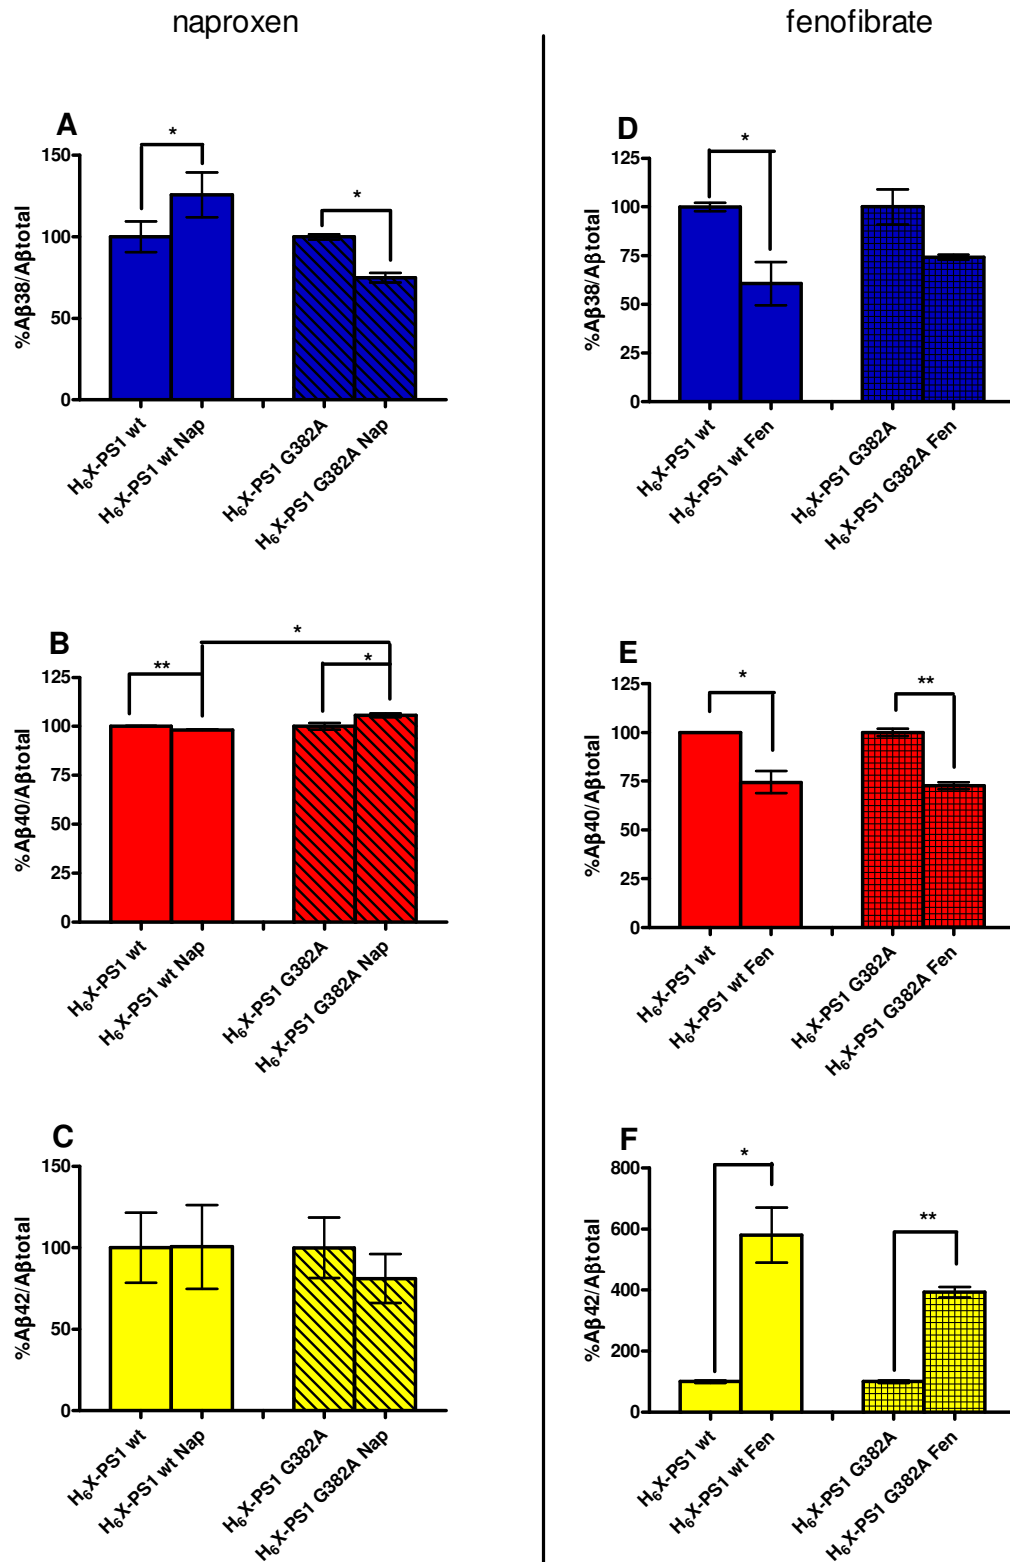 naproxen
fenofibrate
A
*
*
%Aβ38/Aβtotal
150
100
50
0
H₆X-PS1 wt
H₆X-PS1 wt Nap
H₆X-PS1 G382A
H₆X-PS1 G382A Nap
D
*
%Aβ38/Aβtotal
125
100
75
50
25
0
H₆X-PS1 wt
H₆X-PS1 wt Fen
H₆X-PS1 G382A
H₆X-PS1 G382A Fen
B
*
**
*
%Aβ40/Aβtotal
125
100
75
50
25
0
H₆X-PS1 wt
H₆X-PS1 wt Nap
H₆X-PS1 G382A
H₆X-PS1 G382A Nap
E
*
**
%Aβ40/Aβtotal
125
100
75
50
25
0
H₆X-PS1 wt
H₆X-PS1 wt Fen
H₆X-PS1 G382A
H₆X-PS1 G382A Fen
C
%Aβ42/Aβtotal
150
100
50
0
H₆X-PS1 wt
H₆X-PS1 wt Nap
H₆X-PS1 G382A
H₆X-PS1 G382A Nap
F
*
**
%Aβ42/Aβtotal
800
600
400
200
0
H₆X-PS1 wt
H₆X-PS1 wt Fen
H₆X-PS1 G382A
H₆X-PS1 G382A Fen